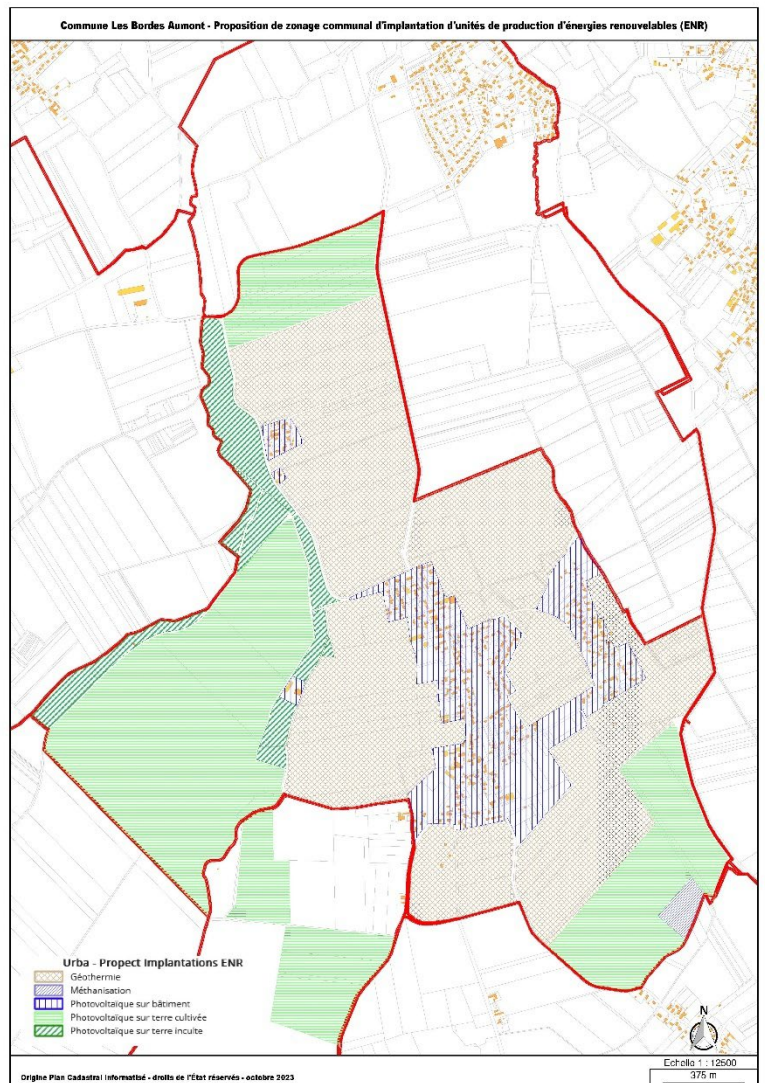 Commune Les Bordes Aumont - Proposition de zonage communal d'implantation d'unités de production d'énergies renouvelables (ENR)
Urba - Propect Implantations ENR
Géothermie
Méthanisation
Photovoltaïque sur bâtiment
Photovoltaïque sur terre cultivée
Photovoltaïque sur terre inculte
N
Echelle 1 : 12500
375 m
Origine Plan Cadastral Informatisé - droits de l'État réservés - octobre 2023